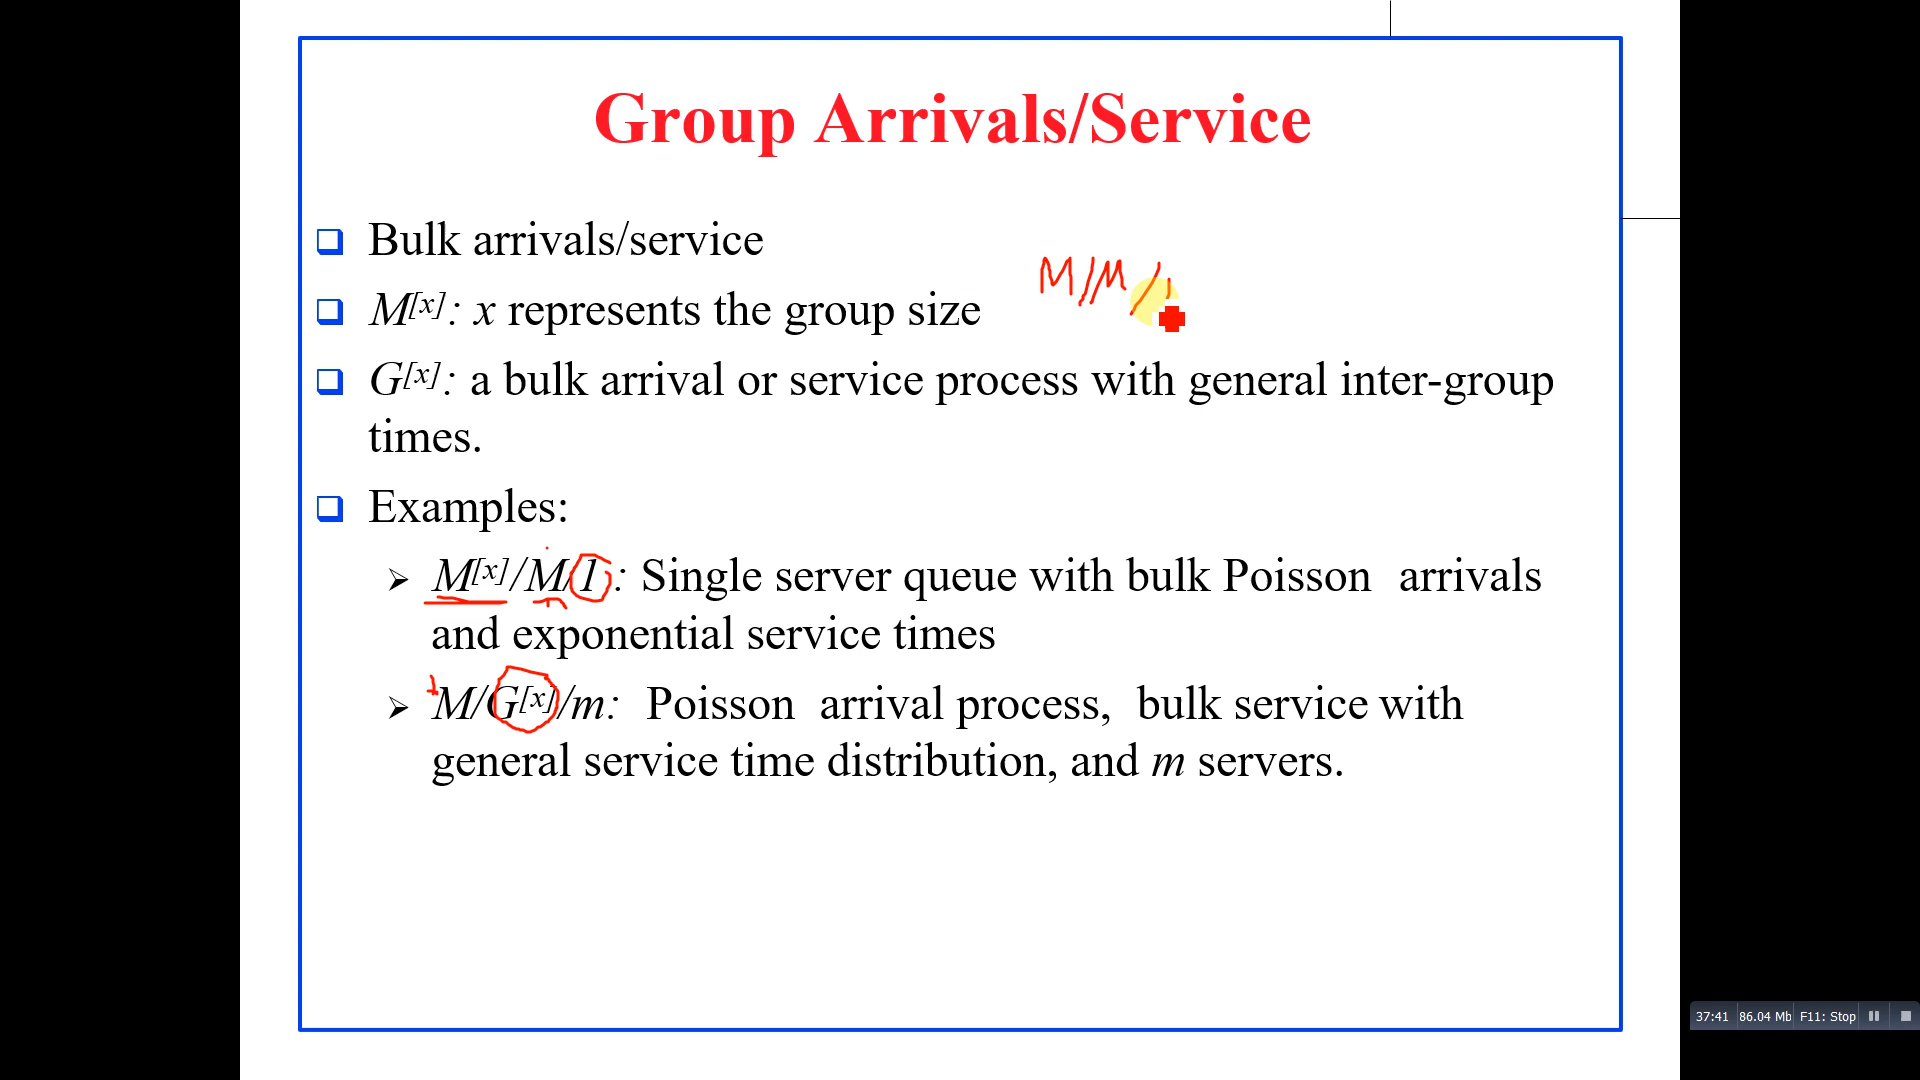 Group Arrivals/Service
Bulk arrivals/service
M/M/1
M[x]: x represents the group size
G[x]: a bulk arrival or service process with general inter-group
times.
Examples:
M[x]/M/1 : Single server queue with bulk Poisson arrivals
and exponential service times
M/G[x]/m: Poisson arrival process, bulk service with
general service time distribution, and m servers.
37:41 86.04 Mb F11: Stop